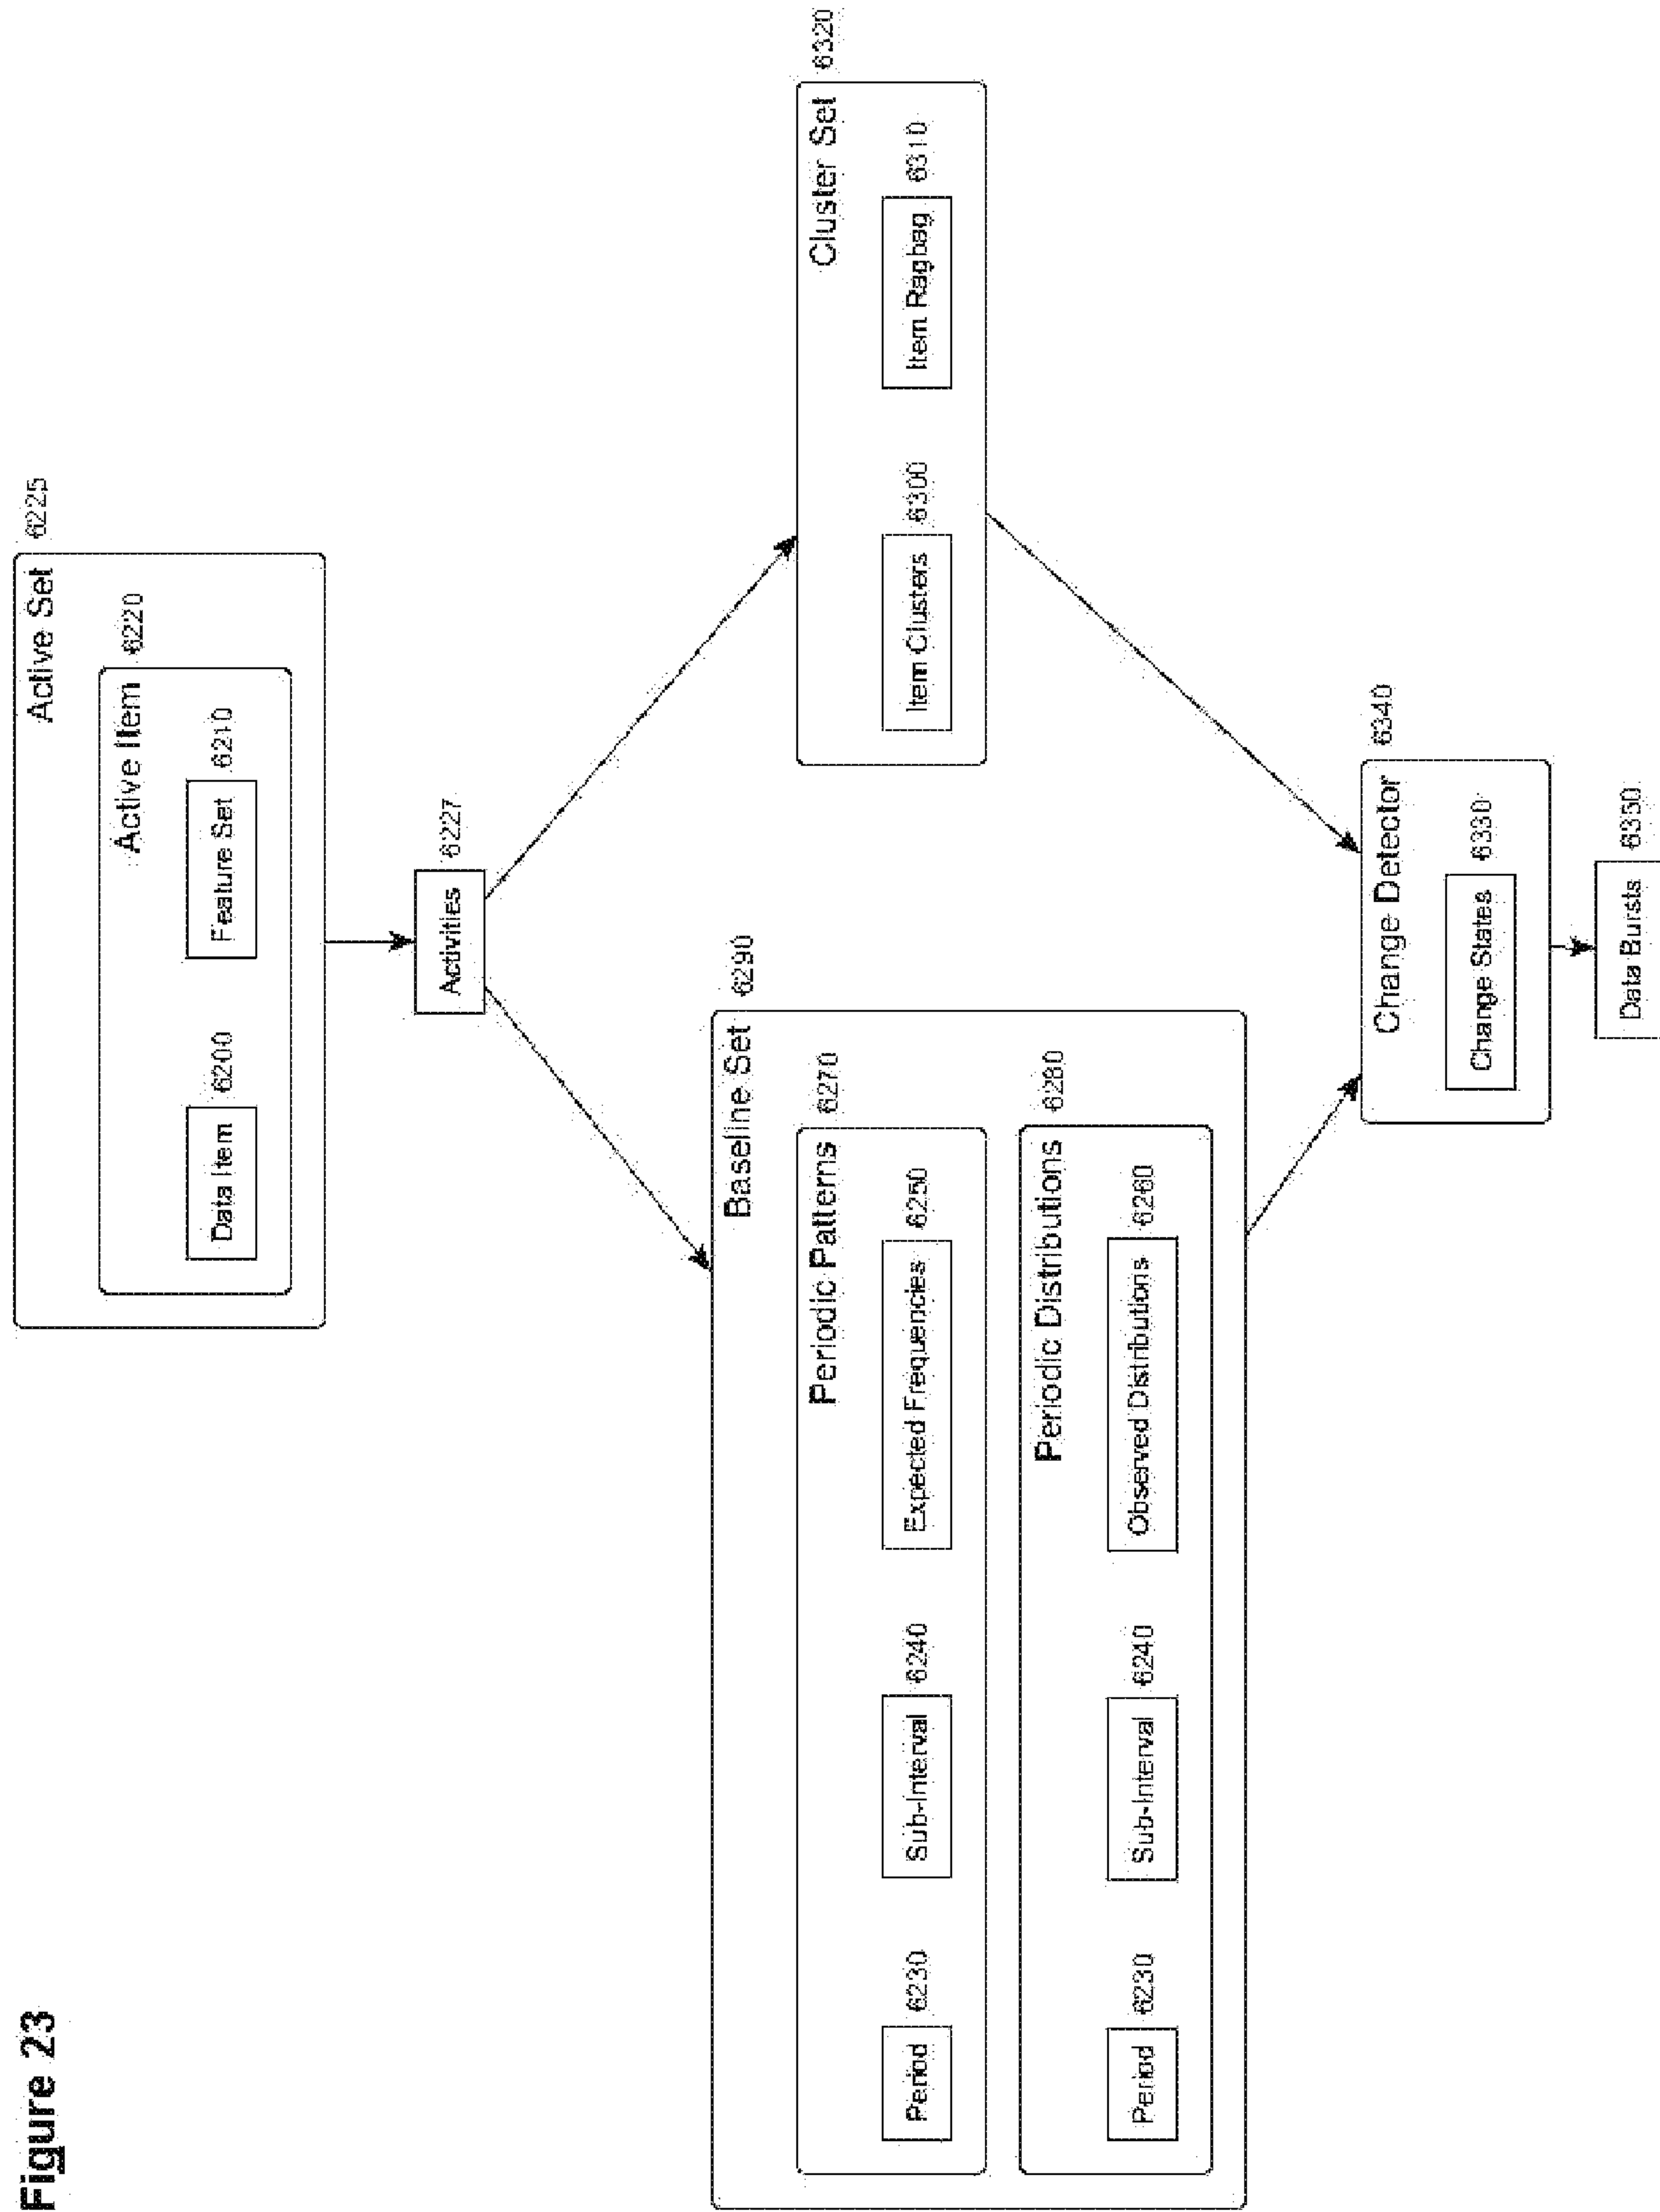 Figure 23
Active Set 6225
Active Item 6220
Data Item 6200
Feature Set 6210
Activities 6227
Baseline Set 6290
Periodic Patterns 6270
Period 6230
Sub-Interval 6240
Expected Frequencies 6250
Periodic Distributions 6280
Period 6230
Sub-Interval 6240
Observed Distributions 6260
Cluster Set 6320
Item Clusters 6300
Item Ragbag 6310
Change Detector 6340
Change States 6330
Data Bursts 6350